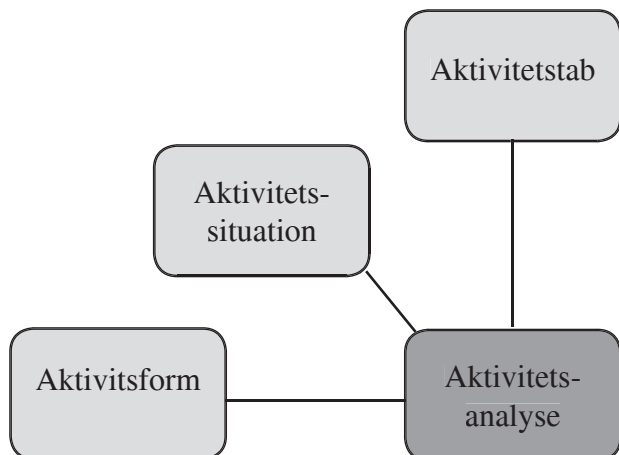 Aktivitetstab
Aktivitets-
situation
Aktivitsform
Aktivitets-
analyse